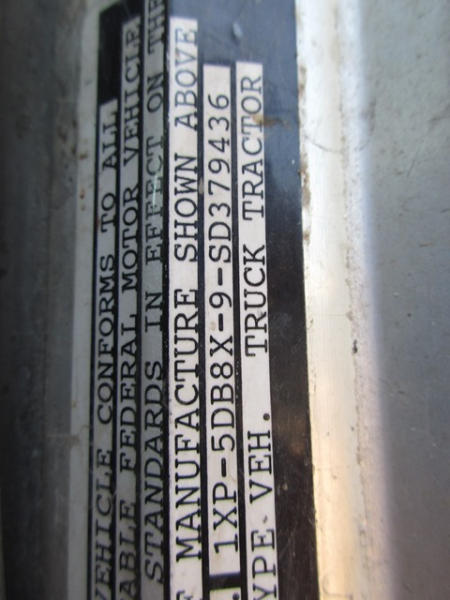 VEHICLE CONFORMS TO ALL
ABLE FEDERAL MOTOR VEHICLE
STANDARDS IN EFFECT ON THE
F MANUFACTURE SHOWN ABOVE
. 1XP-5DB8X-9-SD379436
YPE VEH. TRUCK TRACTOR